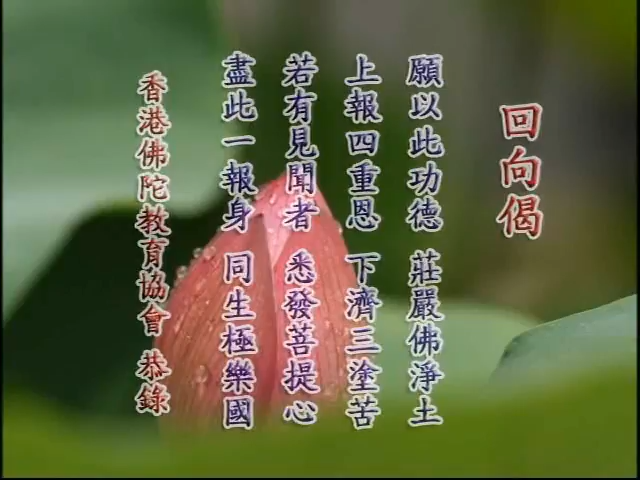 回向偈
願以此功德 莊嚴佛淨土
上報四重恩 下濟三塗苦
若有見聞者 悉發菩提心
盡此一報身 同生極樂國
香港佛陀教育協會 恭錄